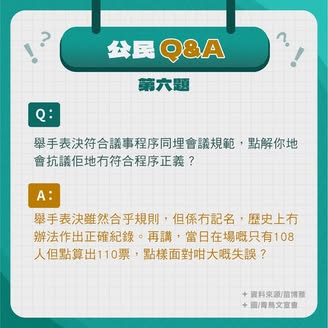 公民Q&A
第六題
Q:
舉手表決符合議事程序同埋會議規範，點解你地
會抗議佢地冇符合程序正義？
A:
舉手表決雖然合乎規則，但係冇記名，歷史上冇
辦法作出正確紀錄。再講，當日在場嘅只有108
人但點算出110票，點樣面對咁大嘅失誤？
+ 資料來源/苗博雅
+ 圖/青鳥文宣書